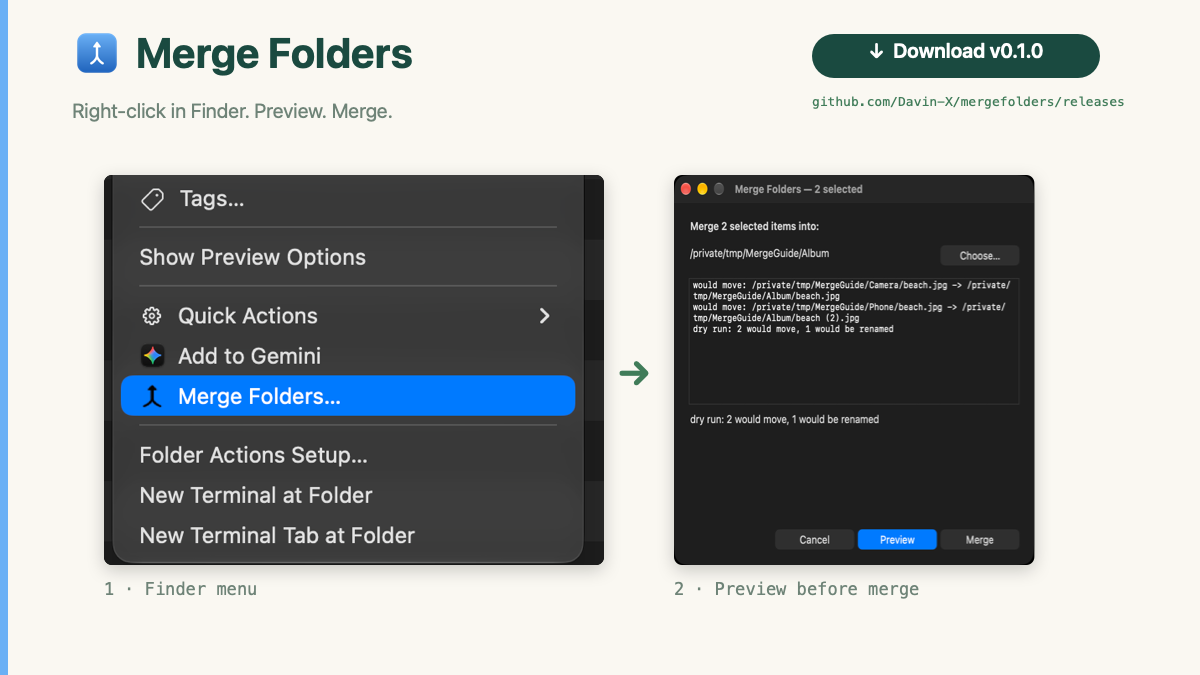 Merge Folders
↓ Download v0.1.0
github.com/Davin-X/mergefolders/releases
Right-click in Finder. Preview. Merge.
Tags...
Show Preview Options
Quick Actions
Add to Gemini
Merge Folders...
Folder Actions Setup...
New Terminal at Folder
New Terminal Tab at Folder
1 · Finder menu
Merge Folders — 2 selected
Merge 2 selected items into:
/private/tmp/MergeGuide/Album
Choose...
would move: /private/tmp/MergeGuide/Camera/beach.jpg -> /private/
tmp/MergeGuide/Album/beach.jpg
would move: /private/tmp/MergeGuide/Phone/beach.jpg -> /private/
tmp/MergeGuide/Album/beach (2).jpg
dry run: 2 would move, 1 would be renamed
dry run: 2 would move, 1 would be renamed
Cancel
Preview
Merge
2 · Preview before merge